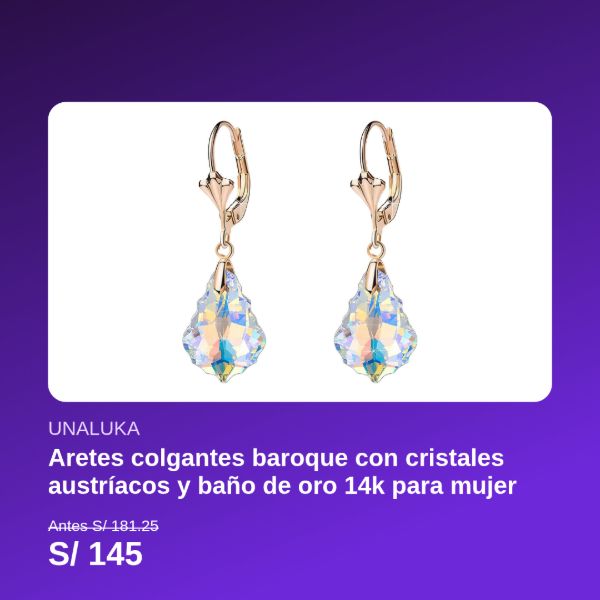 UNALUKA
Aretes colgantes baroque con cristales
austríacos y baño de oro 14k para mujer
Antes S/ 181.25
S/ 145